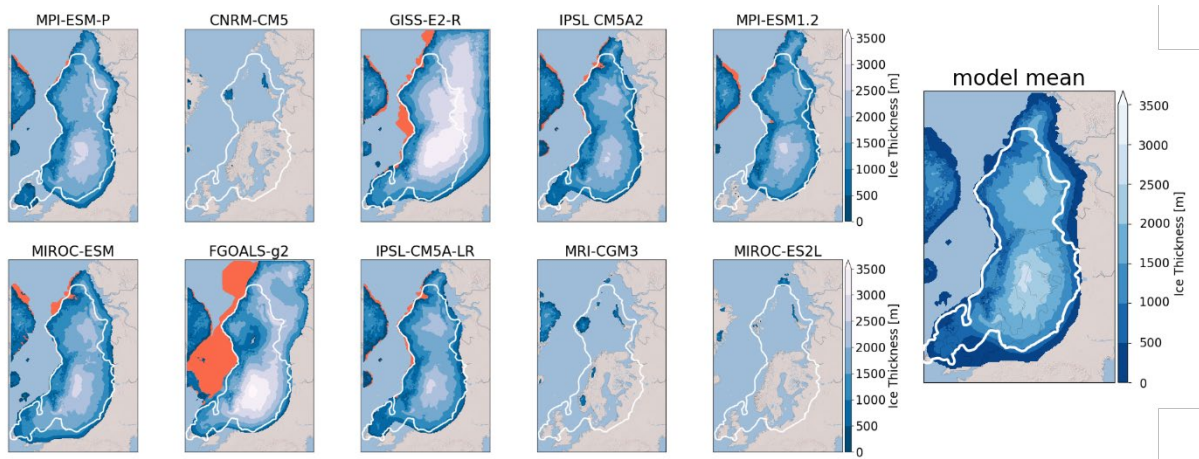 MPI-ESM-P
CNRM-CM5
GISS-E2-R
IPSL CM5A2
MPI-ESM1.2
3500
3000
2500
2000
1500
1000
500
0
Ice Thickness [m]
MIROC-ESM
FGOALS-g2
IPSL-CM5A-LR
MRI-CGM3
MIROC-ES2L
3500
3000
2500
2000
1500
1000
500
0
Ice Thickness [m]
model mean
3500
3000
2500
2000
1500
1000
500
0
Ice Thickness [m]